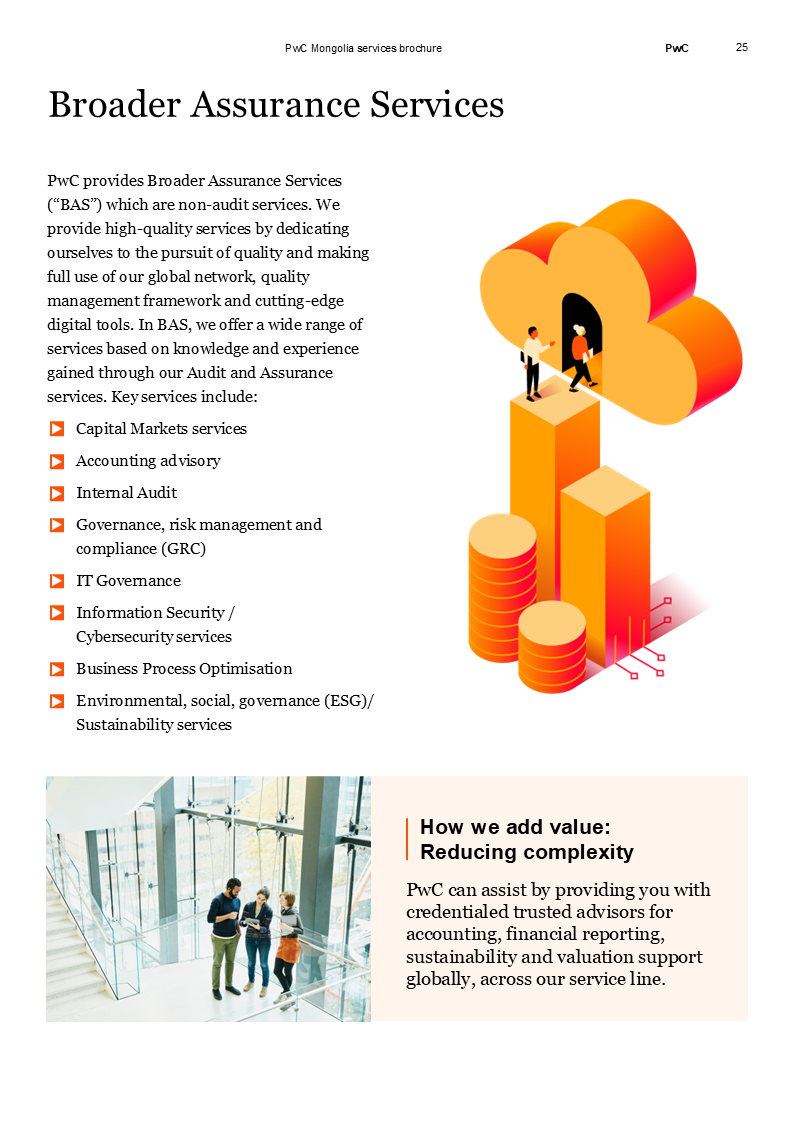 PwC Mongolia services brochure
PwC
25
Broader Assurance Services
PwC provides Broader Assurance Services
(“BAS”) which are non-audit services. We
provide high-quality services by dedicating
ourselves to the pursuit of quality and making
full use of our global network, quality
management framework and cutting-edge
digital tools. In BAS, we offer a wide range of
services based on knowledge and experience
gained through our Audit and Assurance
services. Key services include:
Capital Markets services
Accounting advisory
Internal Audit
Governance, risk management and
compliance (GRC)
IT Governance
Information Security /
Cybersecurity services
Business Process Optimisation
Environmental, social, governance (ESG)/
Sustainability services
How we add value:
Reducing complexity
PwC can assist by providing you with
credentialed trusted advisors for
accounting, financial reporting,
sustainability and valuation support
globally, across our service line.